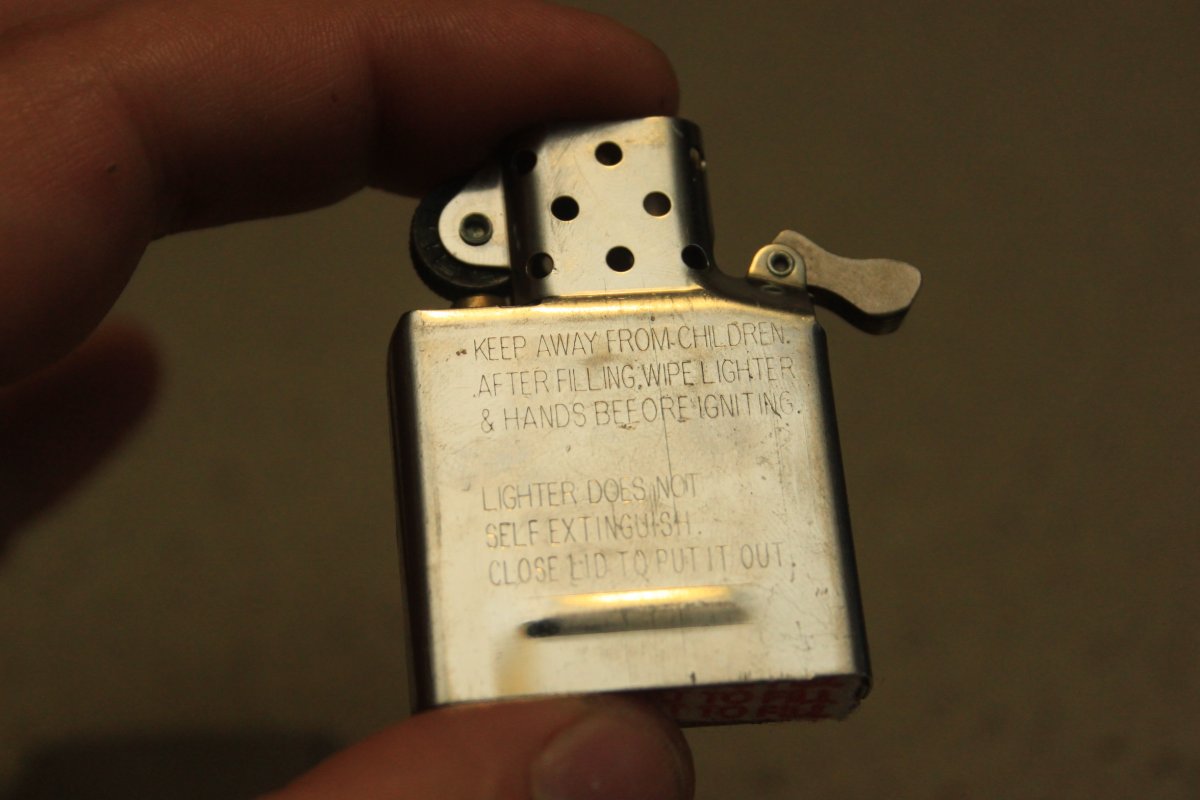 KEEP AWAY FROM CHILDREN.
AFTER FILLING, WIPE LIGHTER
& HANDS BEFORE IGNITING.
LIGHTER DOES NOT
SELF EXTINGUISH.
CLOSE LID TO PUT IT OUT.